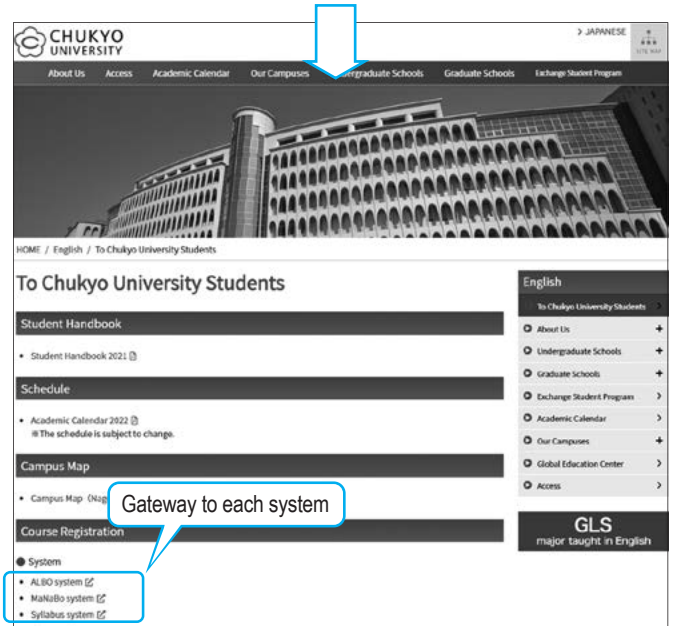 CHUKYO
UNIVERSITY
> JAPANESE
SITE MAP
About Us Access Academic Calendar Our Campuses Schools Graduate Schools Exchange Student Program
HOME / English / To Chukyo University Students
To Chukyo University Students
Student Handbook
• Student Handbook 2021
Schedule
• Academic Calendar 2022
※The schedule is subject to change.
Campus Map
• Campus Map
Gateway to each system
Course Registration
● System
• ALBO system
• MaNaBo system
• Syllabus system
English
To Chukyo University Students >
About Us +
Undergraduate Schools +
Graduate Schools +
Exchange Student Program >
Academic Calendar >
Our Campuses +
Global Education Center >
Access >
GLS
major taught in English